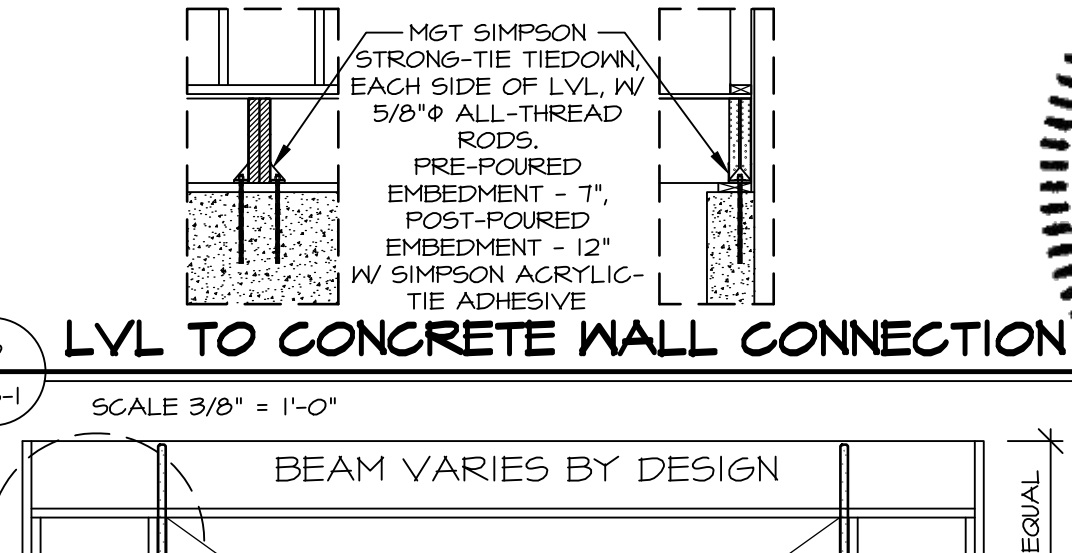 MGT SIMPSON
STRONG-TIE TIEDOWN,
EACH SIDE OF LVL, W/
5/8"Φ ALL-THREAD
RODS.
PRE-POURED
EMBEDMENT - 7",
POST-POURED
EMBEDMENT - 12"
W/ SIMPSON ACRYLIC-
TIE ADHESIVE
LVL TO CONCRETE WALL CONNECTION
-1
SCALE 3/8" = 1'-0"
BEAM VARIES BY DESIGN
EQUAL